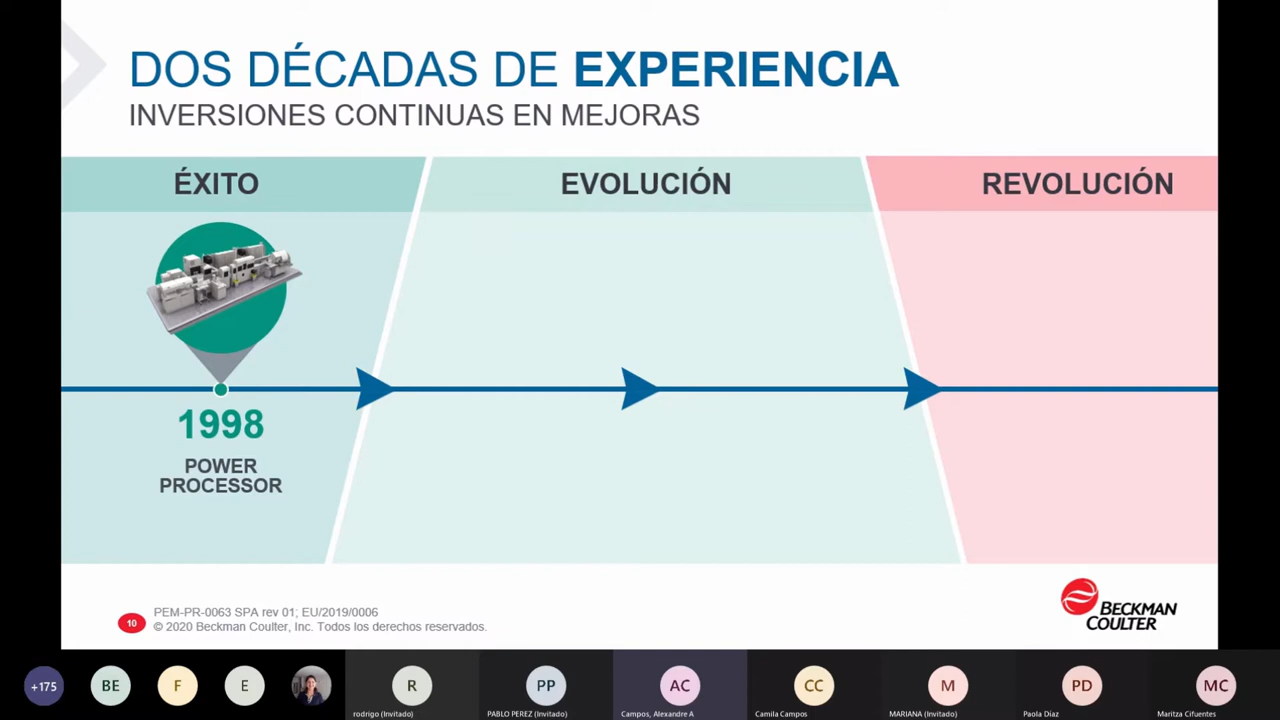 DOS DÉCADAS DE EXPERIENCIA
INVERSIONES CONTINUAS EN MEJORAS
ÉXITO
EVOLUCIÓN
REVOLUCIÓN
1998
POWER
PROCESSOR
10
PEM-PR-0063 SPA rev 01; EU/2019/0006
© 2020 Beckman Coulter, Inc. Todos los derechos reservados.
BECKMAN
COULTER
+175
BE
F
E
R
PP
AC
CC
M
PD
MC
rodrigo (Invitado)
PABLO PEREZ (Invitado)
Campos, Alexandre A
Camila Campos
MARIANA (Invitado)
Paola Díaz
Maritza Cifuentes